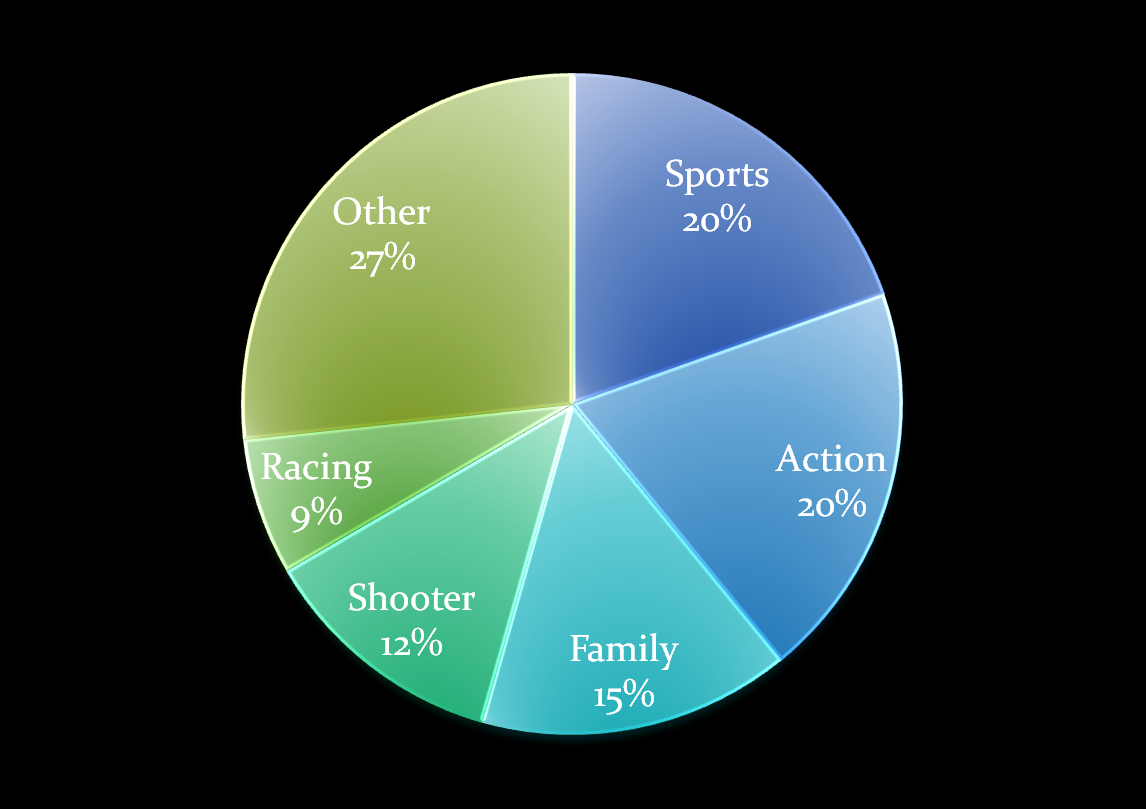 Sports
20%
Action
20%
Family
15%
Shooter
12%
Racing
9%
Other
27%